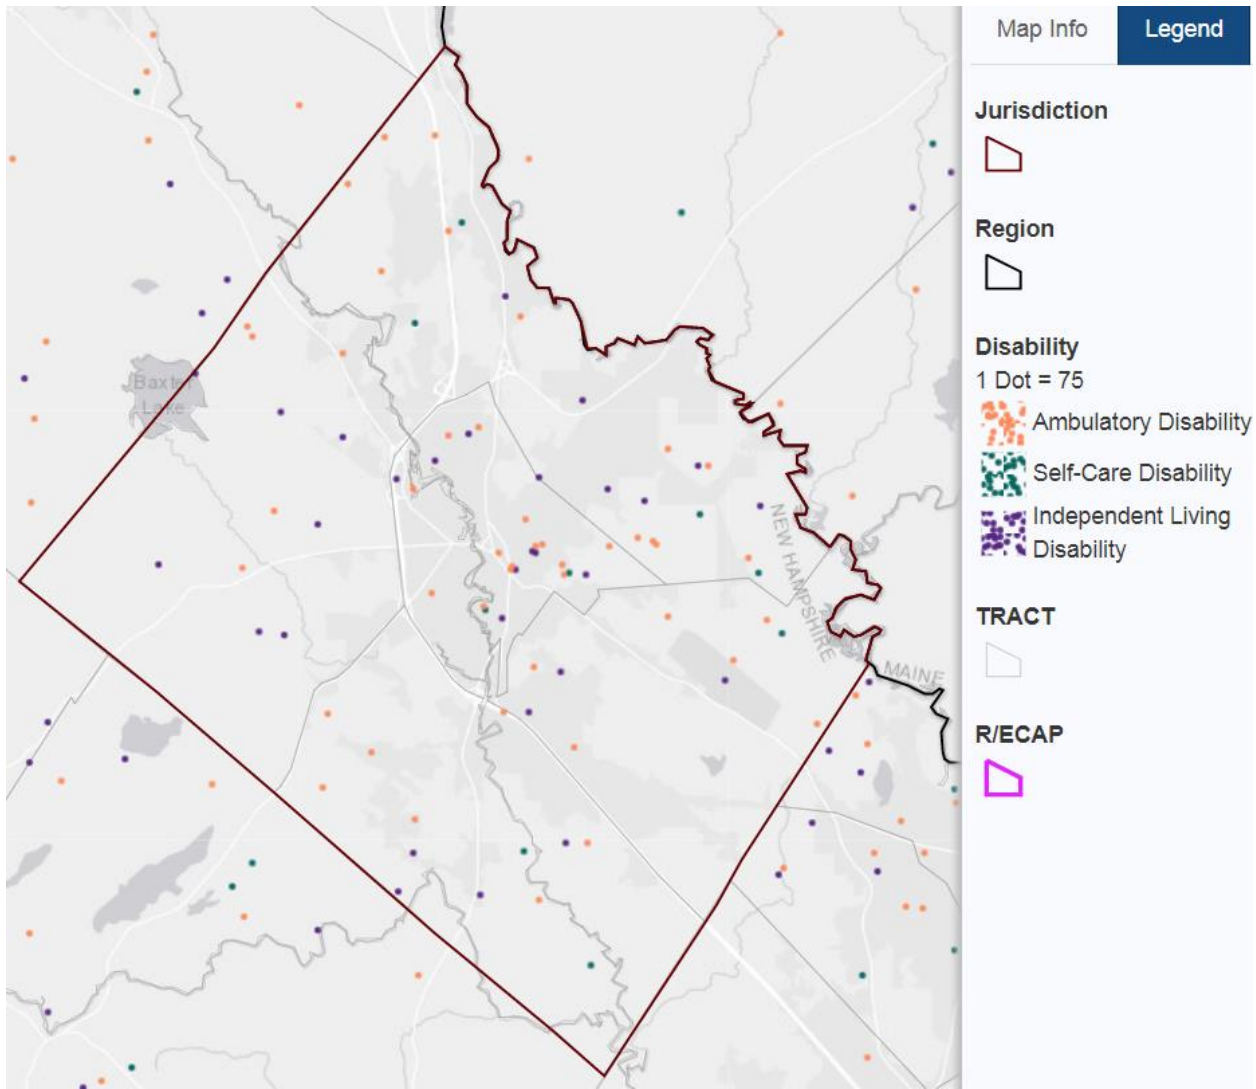 Map Info
Legend
Jurisdiction
Region
Disability
1 Dot = 75
Ambulatory Disability
Self-Care Disability
Independent Living
Disability
TRACT
R/ECAP
Baxter
Lake
NEW HAMPSHIRE
MAINE